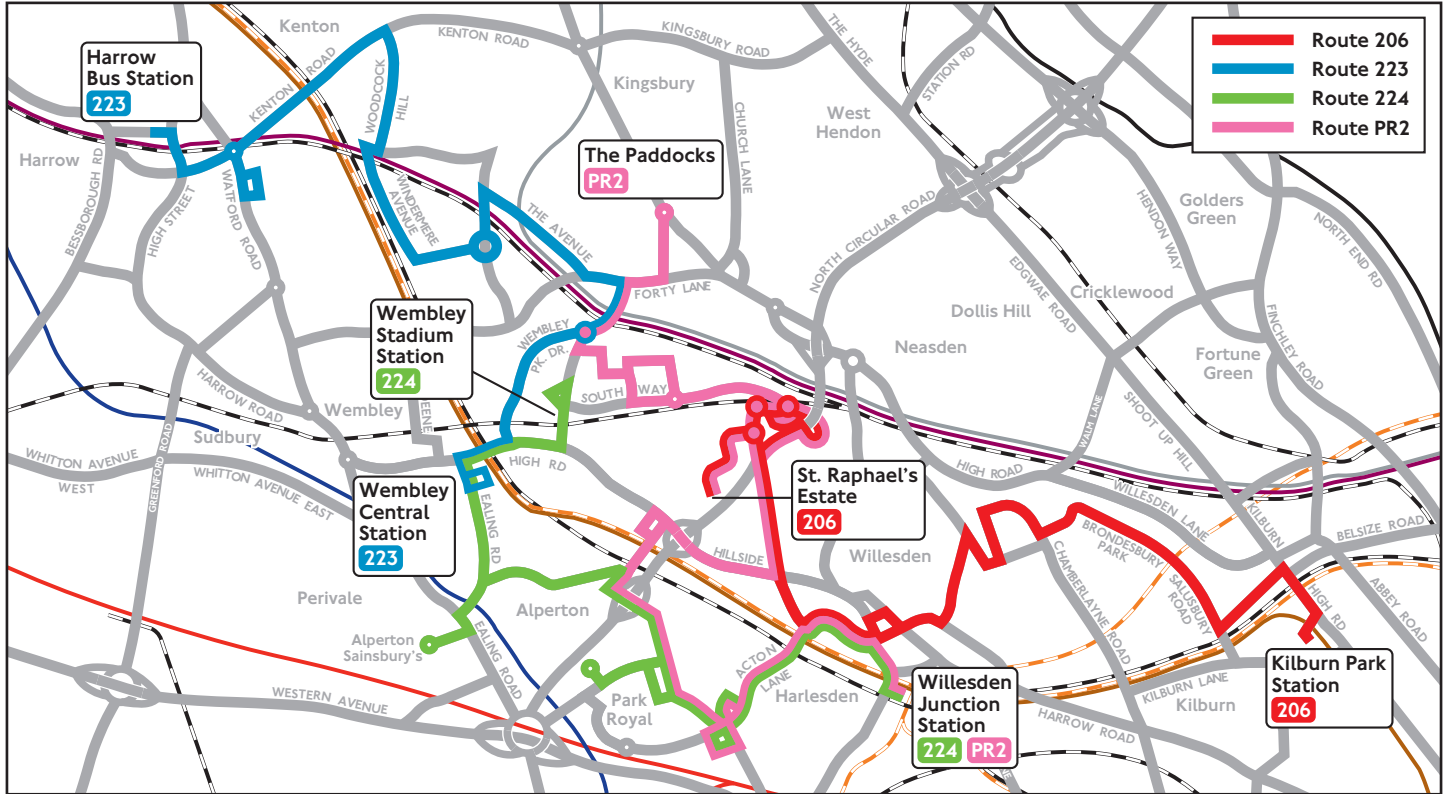 Kenton
KENTON ROAD
KINGSBURY ROAD
THE HYDE
STATION RD
Route 206
Route 223
Route 224
Route PR2
Harrow
Bus Station
223
KENTON ROAD
WOODCOCK
HILL
Kingsbury
CHURCH LANE
West
Hendon
Harrow
BESSBOROUGH RD
HIGH STREET
WATFORD ROAD
WINDERMERE
AVENUE
The Paddocks
PR2
THE AVENUE
FORTY LANE
NORTH CIRCULAR ROAD
HENDON WAY
Golders
Green
NORTH END RD
EDGWAE ROAD
Cricklewood
Dollis Hill
Neasden
FINCHLEY ROAD
Fortune
Green
Wembley
Stadium
Station
224
WEMBLEY
PK. DR.
SOUTH WAY
HARROW ROAD
Wembley
Sudbury
WHITTON AVENUE
WEST
WHITTON AVENUE EAST
GREENFORD ROAD
HIGH RD
WALM LANE
SHOOT UP HILL
HIGH ROAD
WILLESDEN LANE
KILBURN
HIGH RD
BELSIZE ROAD
ABBEY ROAD
Wembley
Central
Station
223
EALING RD
St. Raphael's
Estate
206
HILLSIDE
Willesden
BRONDESBURY
PARK
SALUSBURY
ROAD
CHAMBERLAYNE ROAD
Perivale
Alperton
Alperton
Sainsbury's
EALING ROAD
WESTERN AVENUE
Park
Royal
ACTON
LANE
Harlesden
Willesden
Junction
Station
224 PR2
HARROW ROAD
KILBURN LANE
Kilburn
Kilburn Park
Station
206